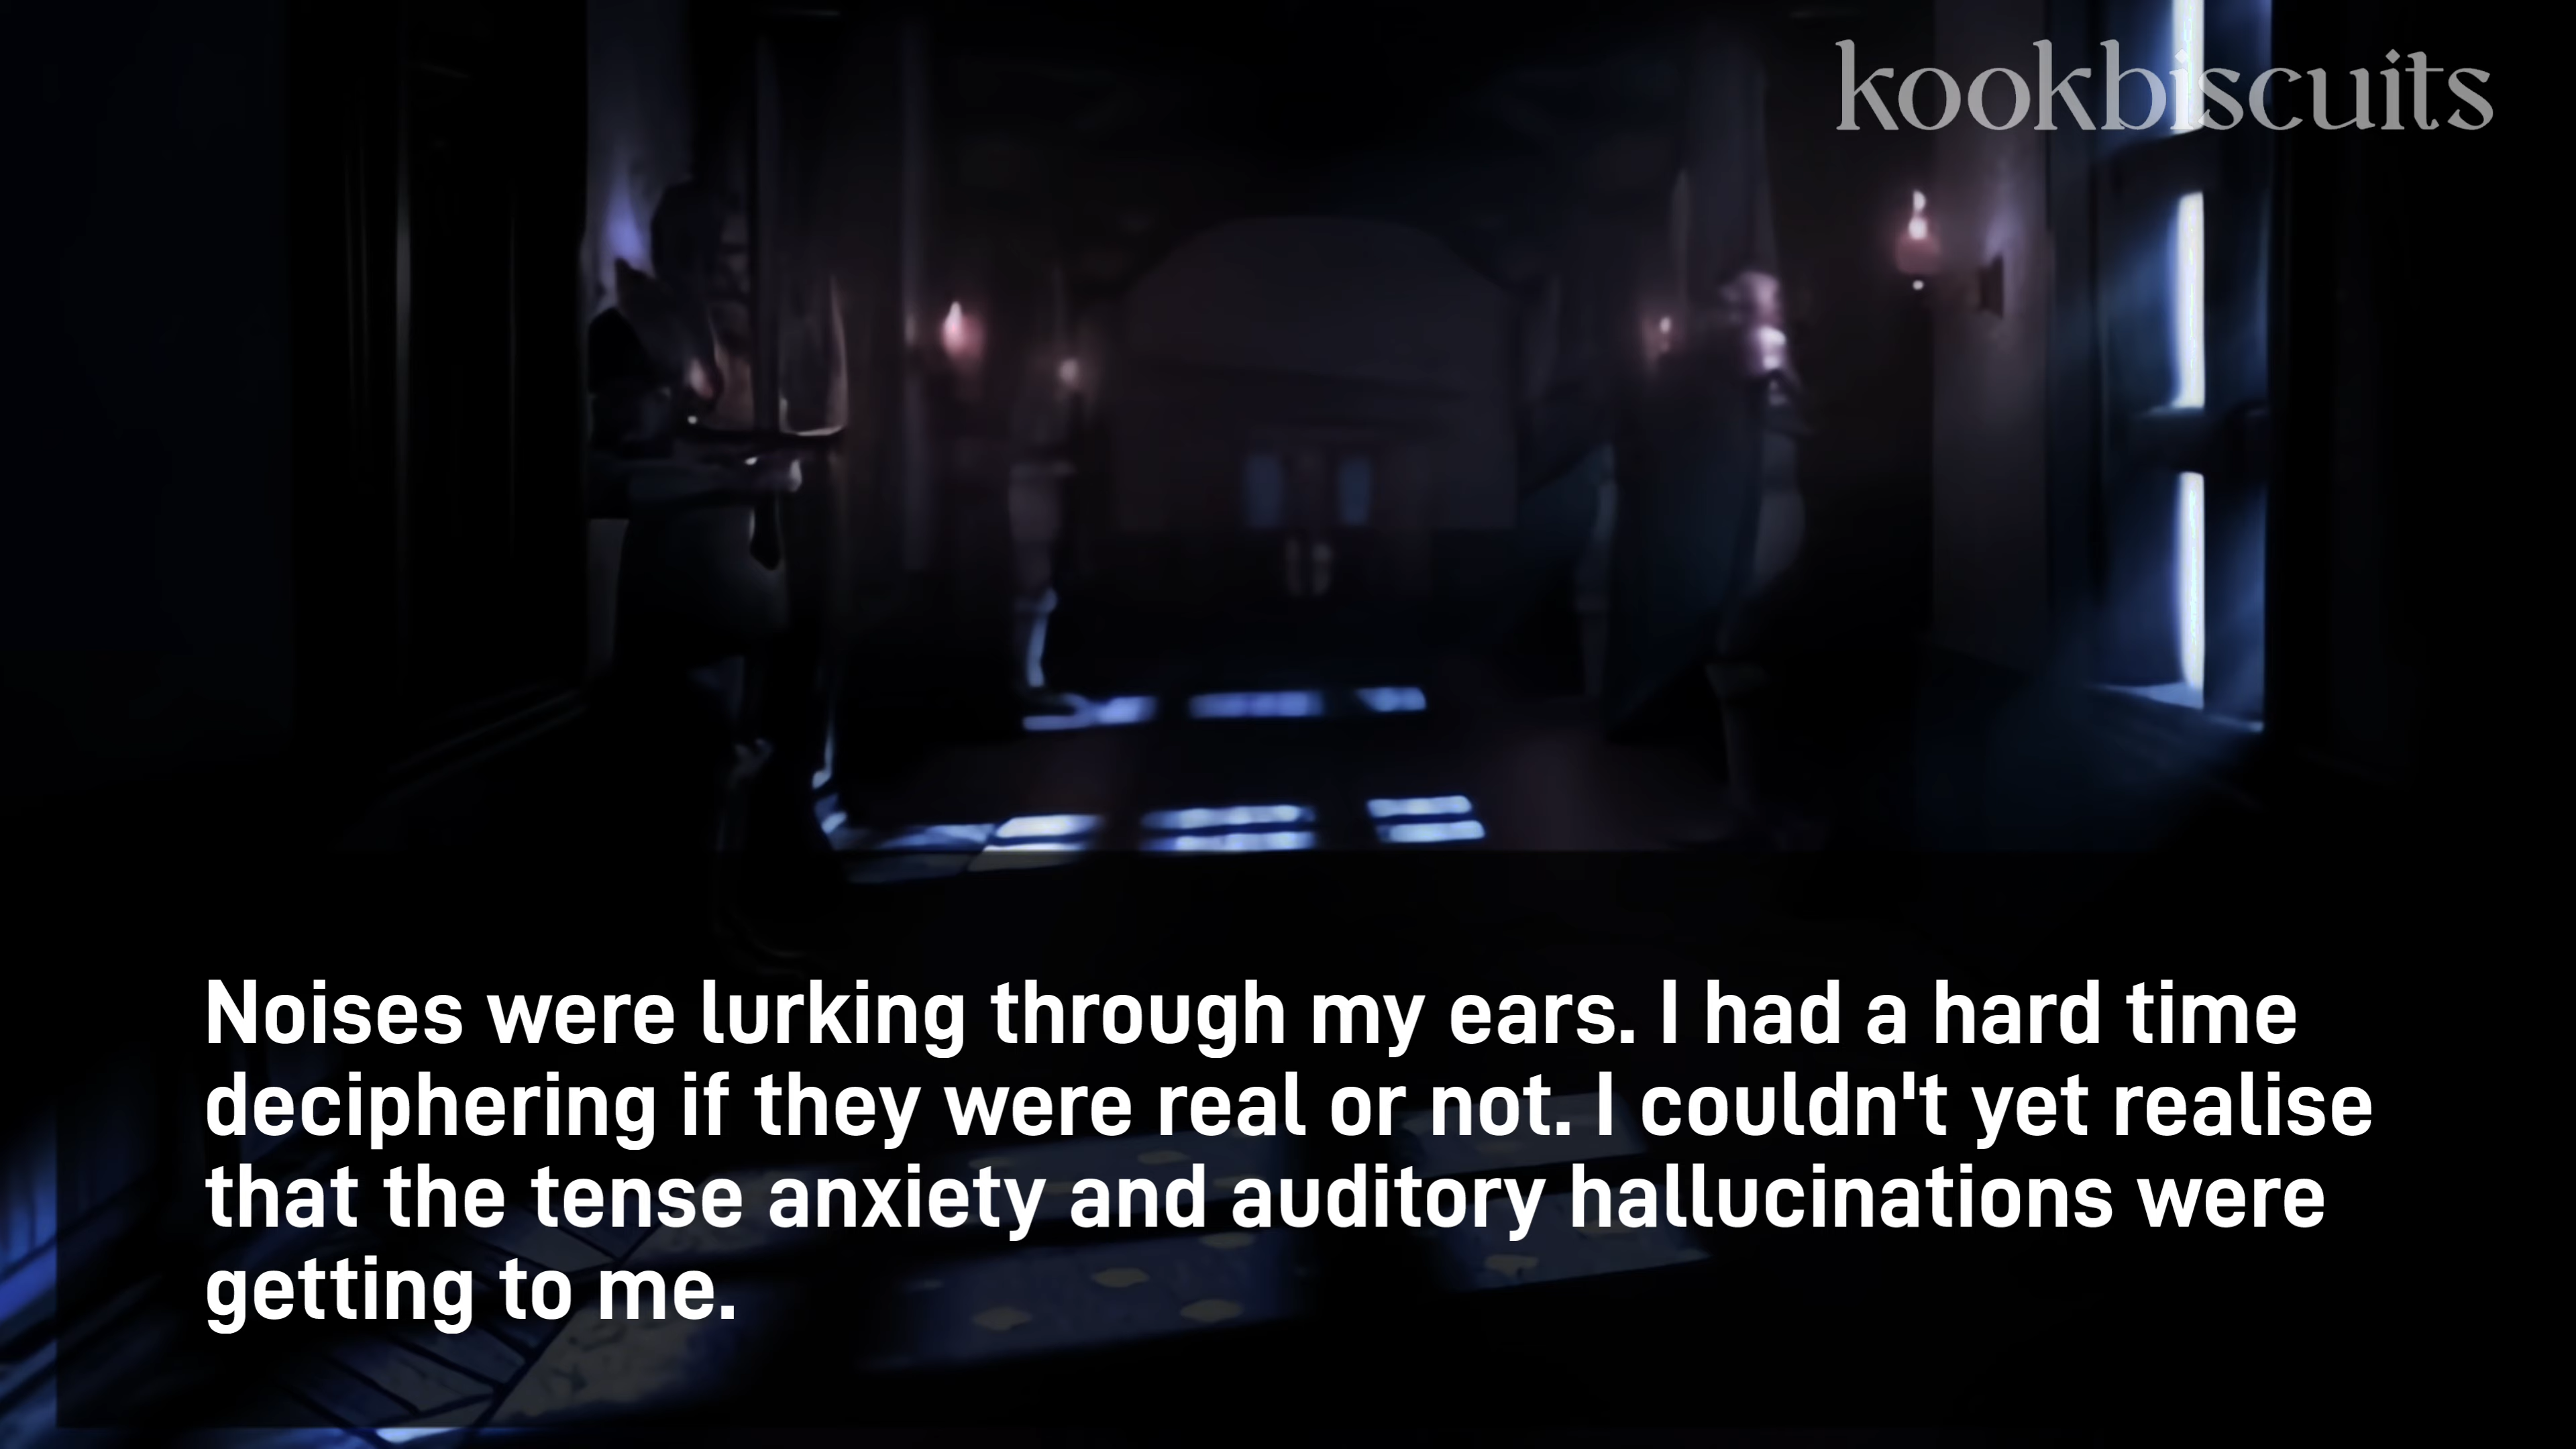 kookbiscuits
Noises were lurking through my ears. I had a hard time
deciphering if they were real or not. I couldn't yet realise
that the tense anxiety and auditory hallucinations were
getting to me.